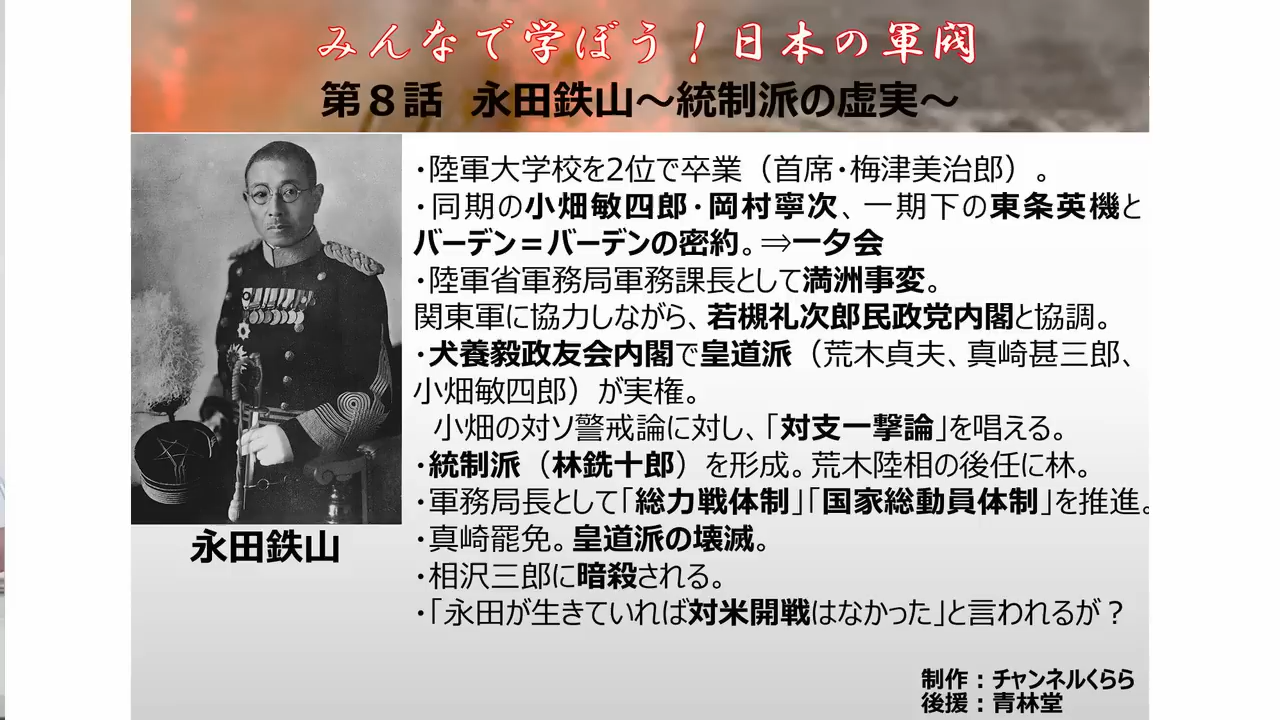 みんなで学ぼう！日本の軍閥
第８話 永田鉄山～統制派の虚実～
・陸軍大学校を2位で卒業（首席・梅津美治郎）。
・同期の小畑敏四郎・岡村寧次、一期下の東条英機と
バーデン＝バーデンの密約。⇒一夕会
・陸軍省軍務局軍務課長として満洲事変。
関東軍に協力しながら、若槻礼次郎民政党内閣と協調。
・犬養毅政友会内閣で皇道派（荒木貞夫、真崎甚三郎、
小畑敏四郎）が実権。
小畑の対ソ警戒論に対し、「対支一撃論」を唱える。
・統制派（林銑十郎）を形成。荒木陸相の後任に林。
・軍務局長として「総力戦体制」「国家総動員体制」を推進。
・真崎罷免。皇道派の壊滅。
・相沢三郎に暗殺される。
・「永田が生きていれば対米開戦はなかった」と言われるが？
永田鉄山
制作：チャンネルくらら
後援：青林堂